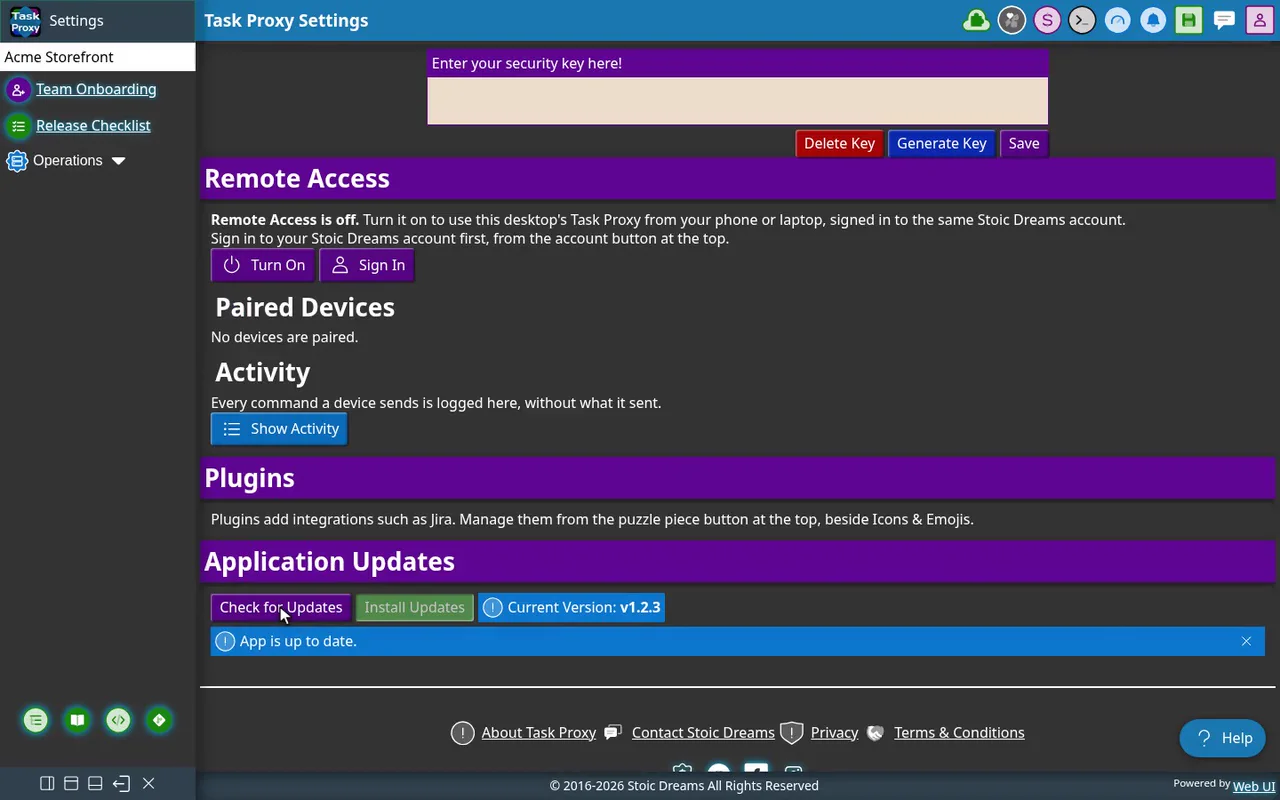 Task Proxy
Settings
Task Proxy Settings
S
Acme Storefront
Team Onboarding
Release Checklist
Operations
Enter your security key here!
Delete Key
Generate Key
Save
Remote Access
Remote Access is off. Turn it on to use this desktop's Task Proxy from your phone or laptop, signed in to the same Stoic Dreams account.
Sign in to your Stoic Dreams account first, from the account button at the top.
Turn On
Sign In
Paired Devices
No devices are paired.
Activity
Every command a device sends is logged here, without what it sent.
Show Activity
Plugins
Plugins add integrations such as Jira. Manage them from the puzzle piece button at the top, beside Icons & Emojis.
Application Updates
Check for Updates
Install Updates
Current Version: v1.2.3
App is up to date.
About Task Proxy
Contact Stoic Dreams
Privacy
Terms & Conditions
Help
© 2016-2026 Stoic Dreams All Rights Reserved
Powered by Web UI